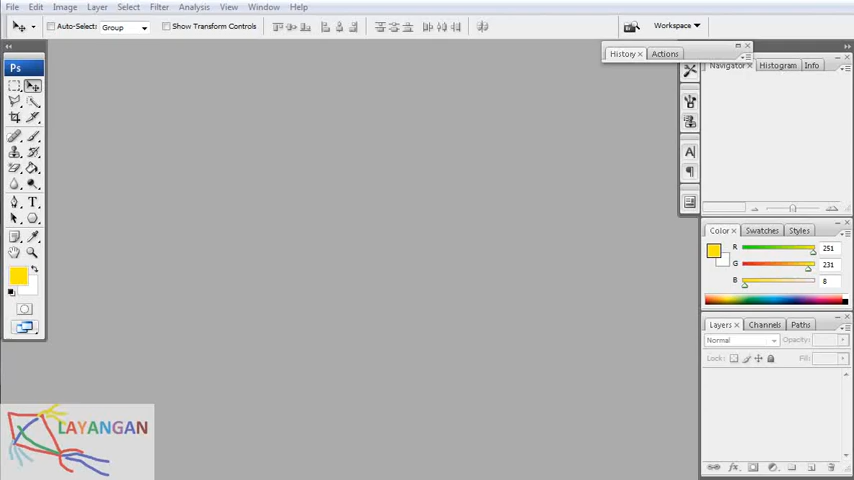 File Edit Image Layer Select Filter Analysis View Window Help
Auto-Select: Group Show Transform Controls Workspace
History Actions
Ps
Navigator Histogram Info
A
Color Swatches Styles
R 251
G 231
B 8
T
Layers Channels Paths
Normal Opacity:
Lock: Fill:
LAYANGAN